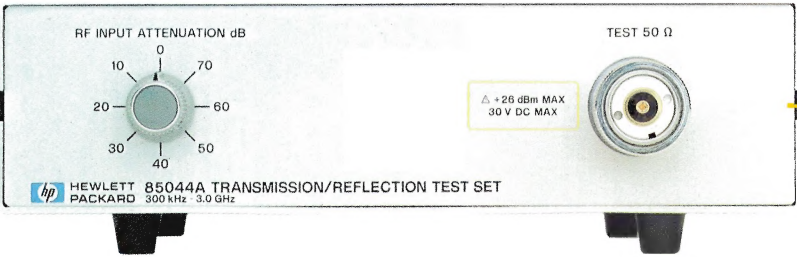 RF INPUT ATTENUATION dB
0
10
70
20
60
30
50
40
TEST 50 Ω
⚠ +26 dBm MAX
30 V DC MAX
hp HEWLETT PACKARD
85044A TRANSMISSION/REFLECTION TEST SET
300 kHz - 3.0 GHz